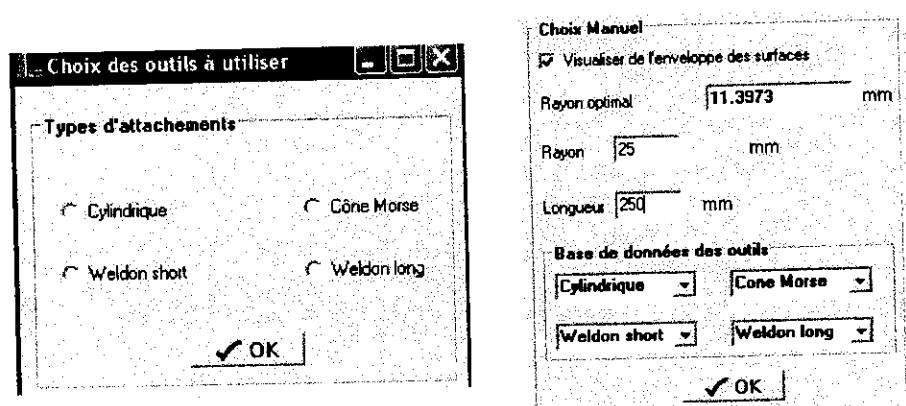 Choix des outils à utiliser
Types d'attachements
Cylindrique
Cône Morse
Weldon short
Weldon long
OK
Choix Manuel
Visualiser de l'enveloppe des surfaces
Rayon optimal 11.3973 mm
Rayon 25 mm
Longueur 250 mm
Base de données des outils
Cylindrique
Cone Morse
Weldon short
Weldon long
OK